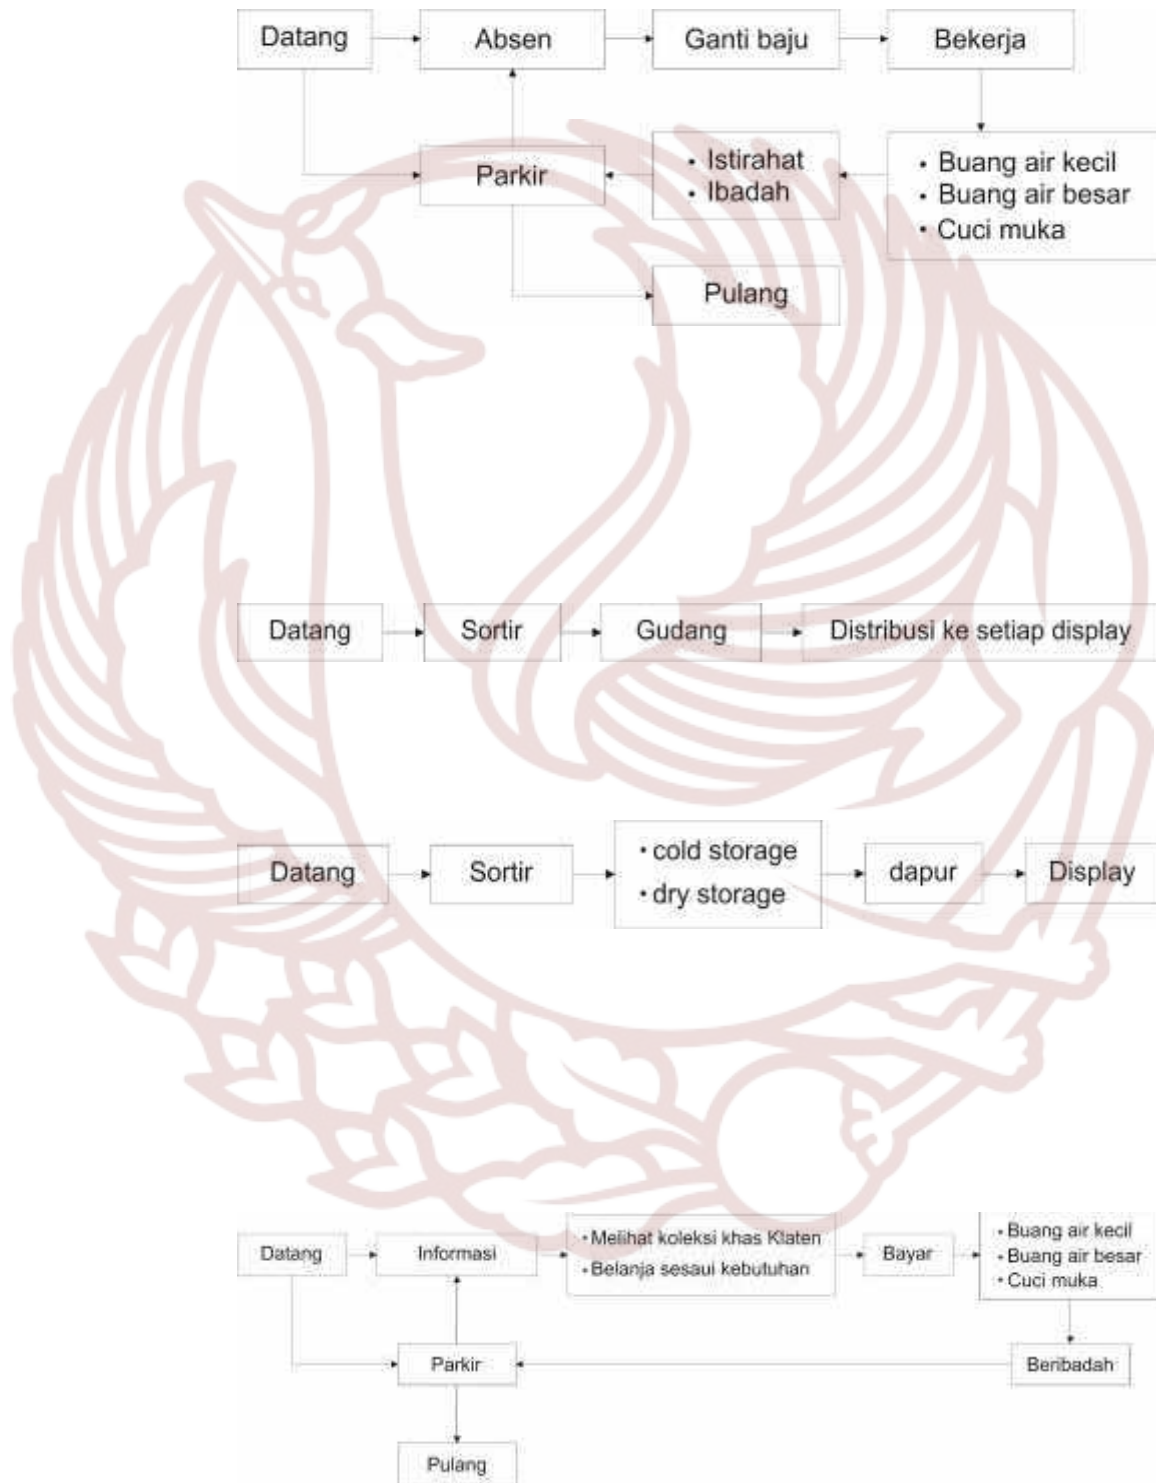 Datang
Absen
Ganti baju
Bekerja
Parkir
• Istirahat
• Ibadah
• Buang air kecil
• Buang air besar
• Cuci muka
Pulang
Datang
Sortir
Gudang
Distribusi ke setiap display
Datang
Sortir
• cold storage
• dry storage
dapur
Display
Datang
Informasi
• Melihat koleksi khas Klaten
• Belanja sesaui kebutuhan
Bayar
• Buang air kecil
• Buang air besar
• Cuci muka
Parkir
Beribadah
Pulang